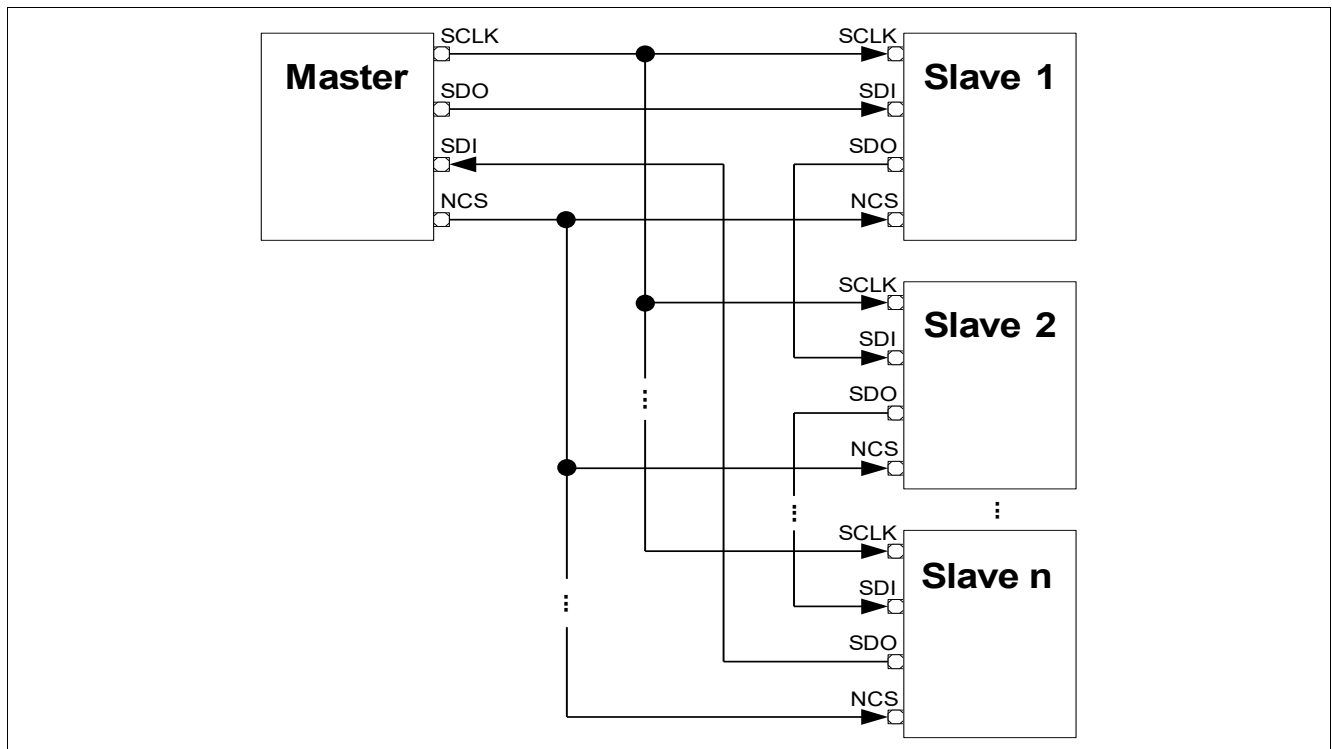 SCLK
Master
SDO
SDI
NCS
SCLK
Slave 1
SDI
SDO
NCS
SCLK
Slave 2
SDI
SDO
NCS
...
...
...
...
SCLK
Slave n
SDI
SDO
NCS